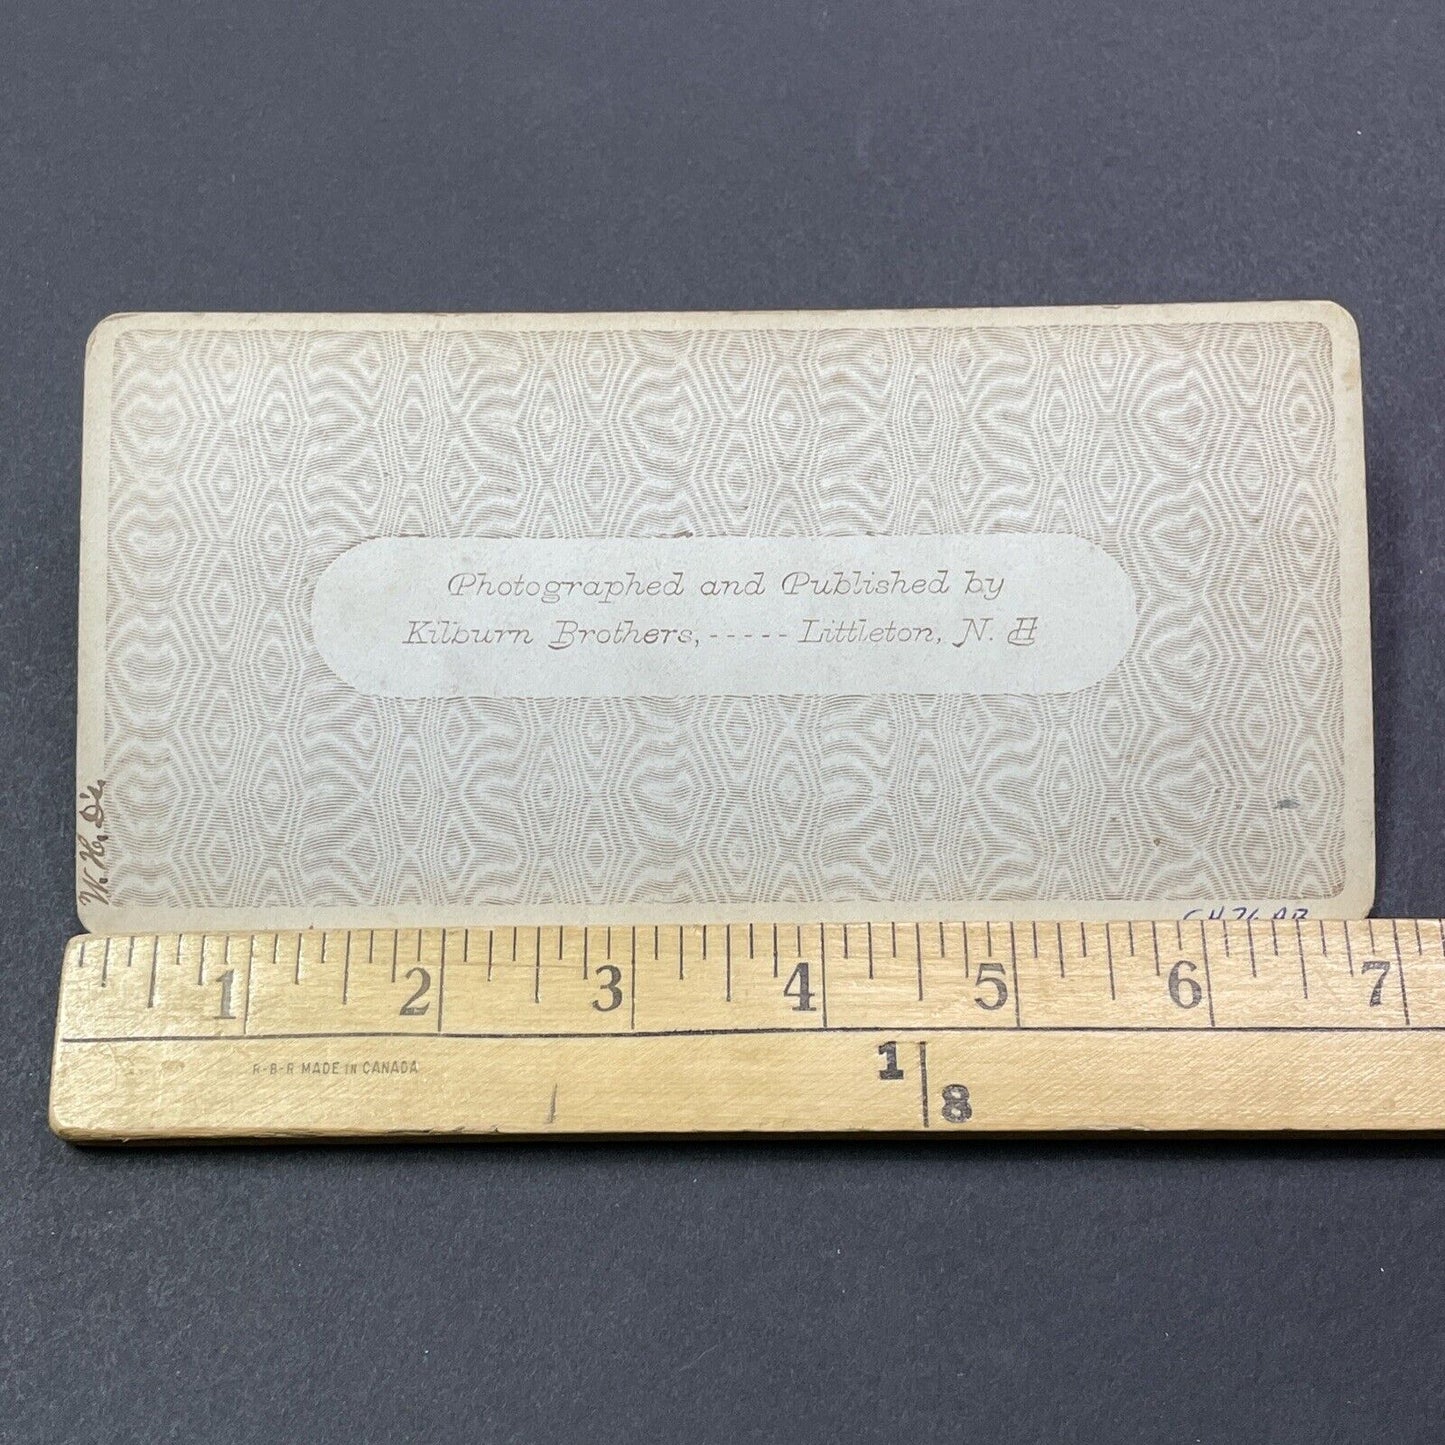 Photographed and Published by
Kilburn Brothers, ----- Littleton, N. H
W. H.
1 2 3 4 5 6 7
R-B-R MADE IN CANADA
1 8